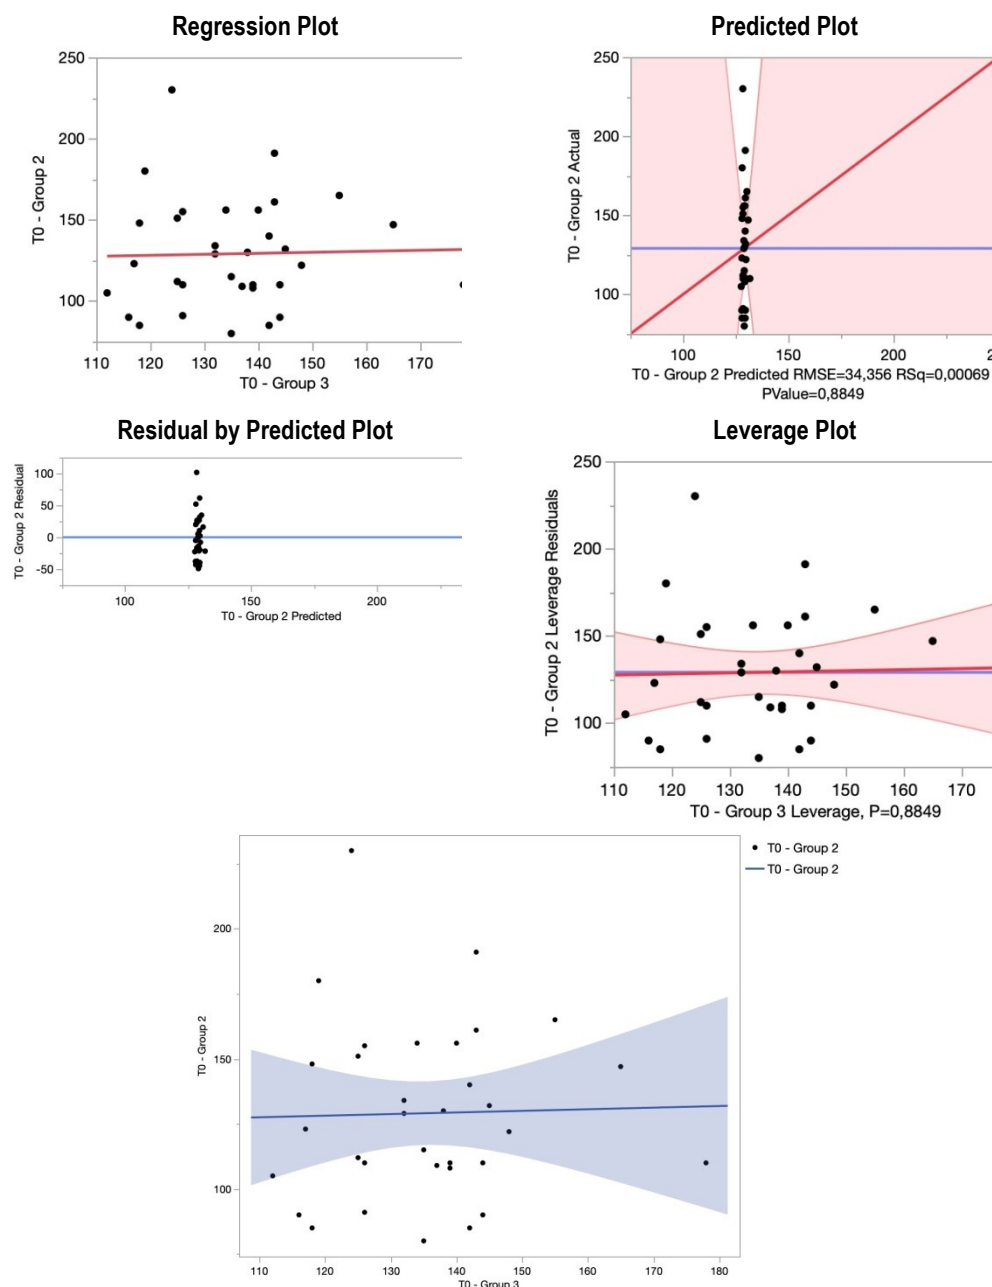 Regression Plot
250
200
150
100
T0 - Group 2
110 120 130 140 150 160 170
T0 - Group 3
Predicted Plot
250
200
150
100
T0 - Group 2 Actual
100 150 200 2
T0 - Group 2 Predicted RMSE=34,356 RSq=0,00069
PValue=0,8849
Residual by Predicted Plot
100
50
0
-50
T0 - Group 2 Residual
100 150 200
T0 - Group 2 Predicted
Leverage Plot
250
200
150
100
T0 - Group 2 Leverage Residuals
110 120 130 140 150 160 170
T0 - Group 3 Leverage, P=0,8849
200
150
100
T0 - Group 2
110 120 130 140 150 160 170 180
T0 - Group 3
T0 - Group 2
T0 - Group 2